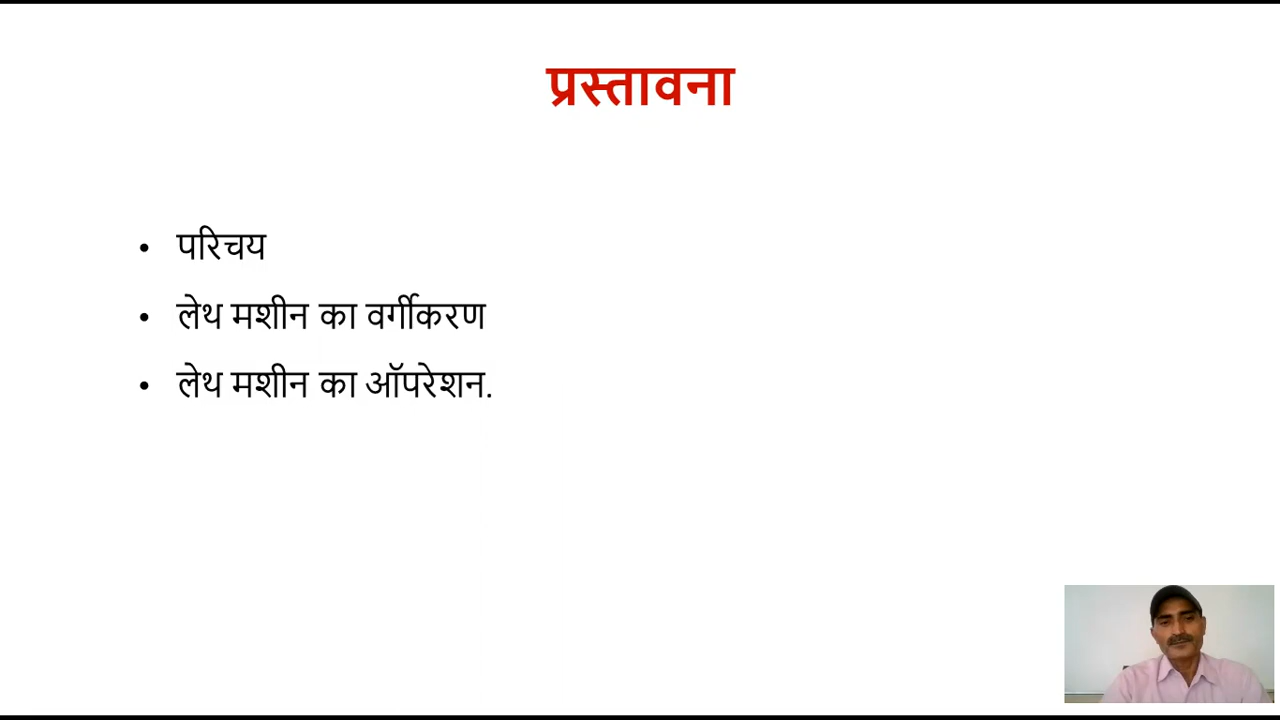 प्रस्तावना
• परिचय
• लेथ मशीन का वर्गीकरण
• लेथ मशीन का ऑपरेशन.